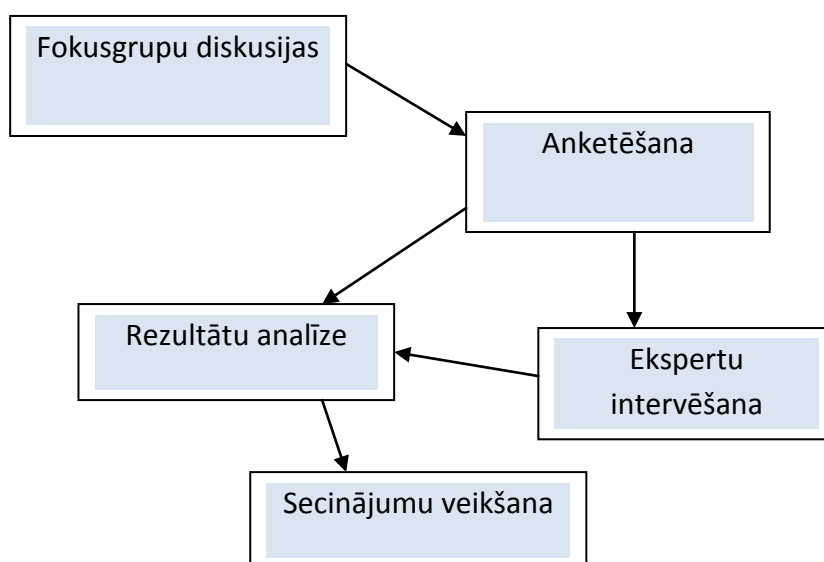 Fokusgrupu diskusijas
Anketēšana
Rezultātu analīze
Ekspertu
intervēšana
Secinājumu veikšana